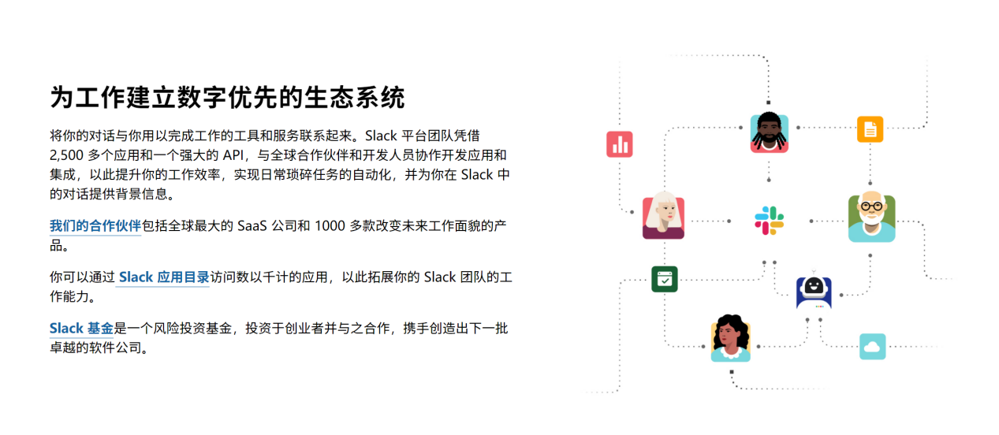 为工作建立数字优先的生态系统
将你的对话与你用以完成工作的工具和服务联系起来。Slack 平台团队凭借
2,500 多个应用和一个强大的 API，与全球合作伙伴和开发人员协作开发应用和
集成，以此提升你的工作效率，实现日常琐碎任务的自动化，并为你在 Slack 中
的对话提供背景信息。
我们的合作伙伴包括全球最大的 SaaS 公司和 1000 多款改变未来工作面貌的产
品。
你可以通过 Slack 应用目录访问数以千计的应用，以此拓展你的 Slack 团队的工
作能力。
Slack 基金是一个风险投资基金，投资于创业者并与之合作，携手创造出下一批
卓越的软件公司。